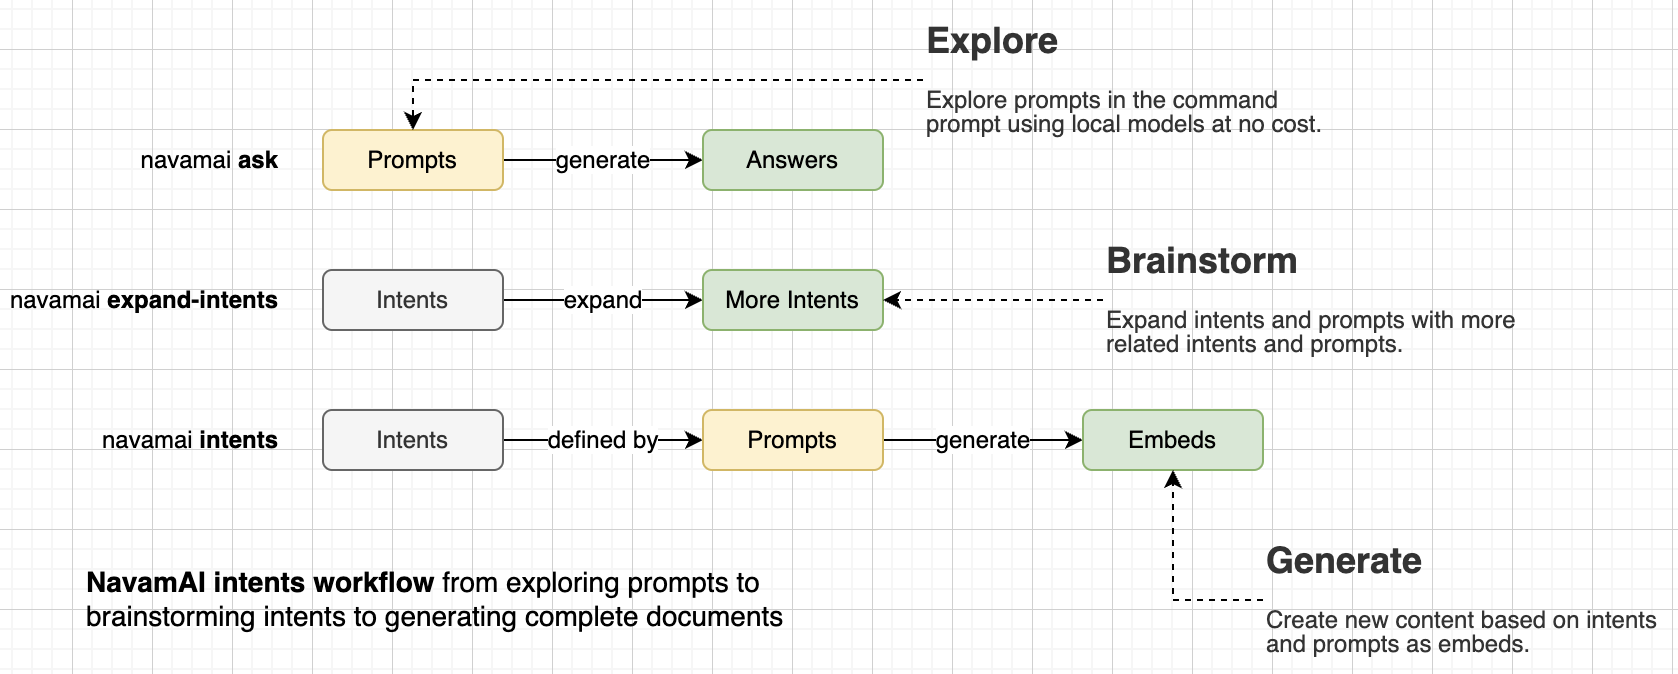 Explore
Explore prompts in the command
prompt using local models at no cost.
navamai ask
Prompts
generate
Answers
Brainstorm
Expand intents and prompts with more
related intents and prompts.
navamai expand-intents
Intents
expand
More Intents
navamai intents
Intents
defined by
Prompts
generate
Embeds
Generate
Create new content based on intents
and prompts as embeds.
NavamAI intents workflow from exploring prompts to
brainstorming intents to generating complete documents